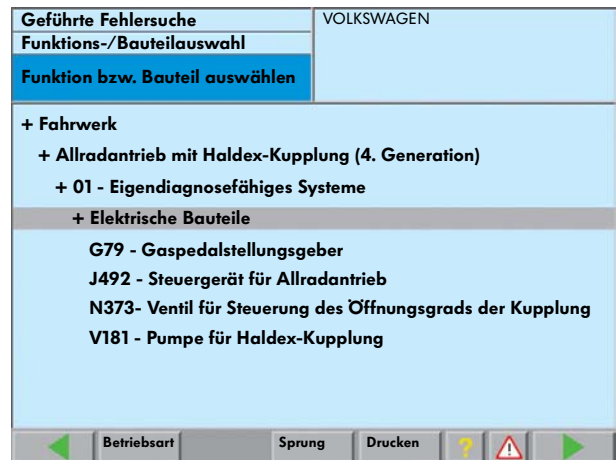 Geführte Fehlersuche
VOLKSWAGEN
Funktions-/Bauteilauswahl
Funktion bzw. Bauteil auswählen
+ Fahrwerk
+ Allradantrieb mit Haldex-Kupplung (4. Generation)
+ 01 - Eigendiagnosefähiges Systeme
+ Elektrische Bauteile
G79 - Gaspedalstellungsgeber
J492 - Steuergerät für Allradantrieb
N373- Ventil für Steuerung des Öffnungsgrads der Kupplung
V181 - Pumpe für Haldex-Kupplung
Betriebsart Sprung Drucken ?